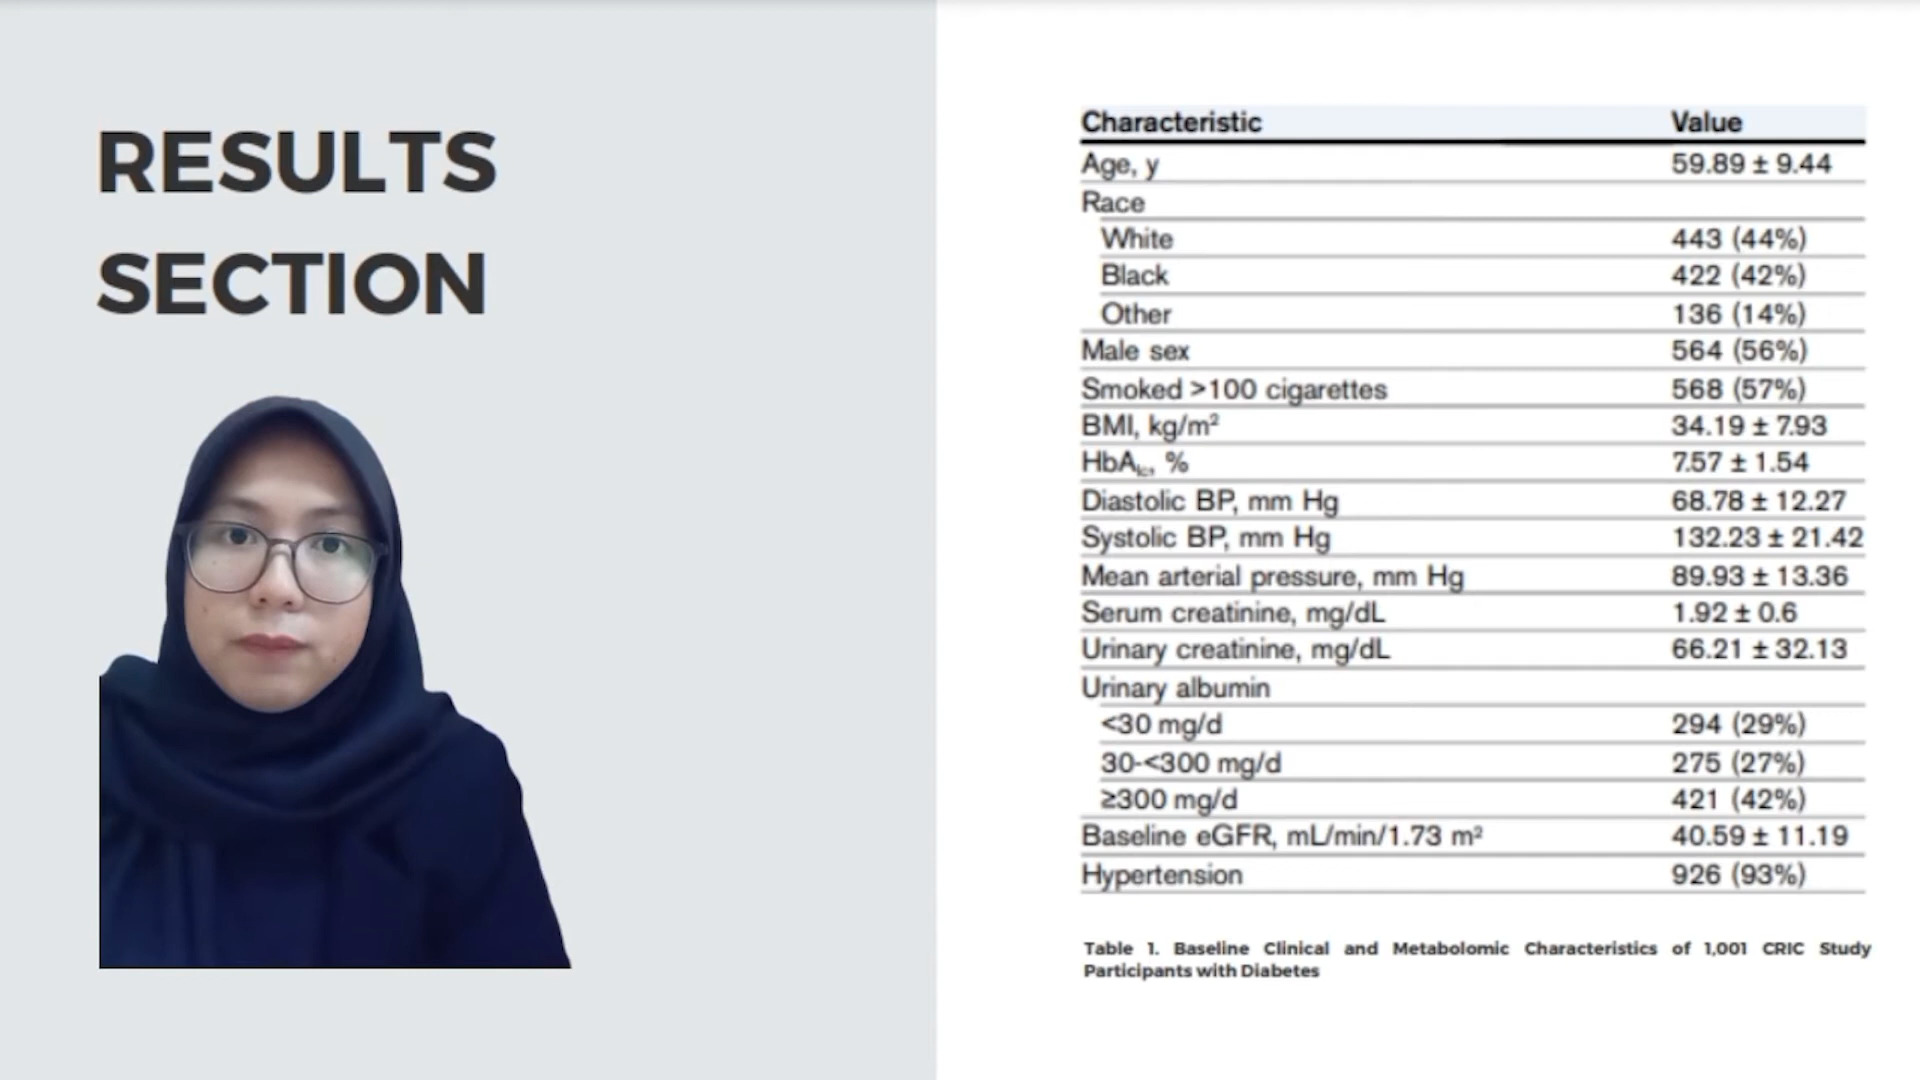 RESULTS
SECTION
Characteristic Value
Age, y 59.89 ± 9.44
Race
White 443 (44%)
Black 422 (42%)
Other 136 (14%)
Male sex 564 (56%)
Smoked >100 cigarettes 568 (57%)
BMI, kg/m² 34.19 ± 7.93
HbA1c, % 7.57 ± 1.54
Diastolic BP, mm Hg 68.78 ± 12.27
Systolic BP, mm Hg 132.23 ± 21.42
Mean arterial pressure, mm Hg 89.93 ± 13.36
Serum creatinine, mg/dL 1.92 ± 0.6
Urinary creatinine, mg/dL 66.21 ± 32.13
Urinary albumin
<30 mg/d 294 (29%)
30-<300 mg/d 275 (27%)
≥300 mg/d 421 (42%)
Baseline eGFR, mL/min/1.73 m² 40.59 ± 11.19
Hypertension 926 (93%)
Table 1. Baseline Clinical and Metabolomic Characteristics of 1,001 CRIC Study
Participants with Diabetes